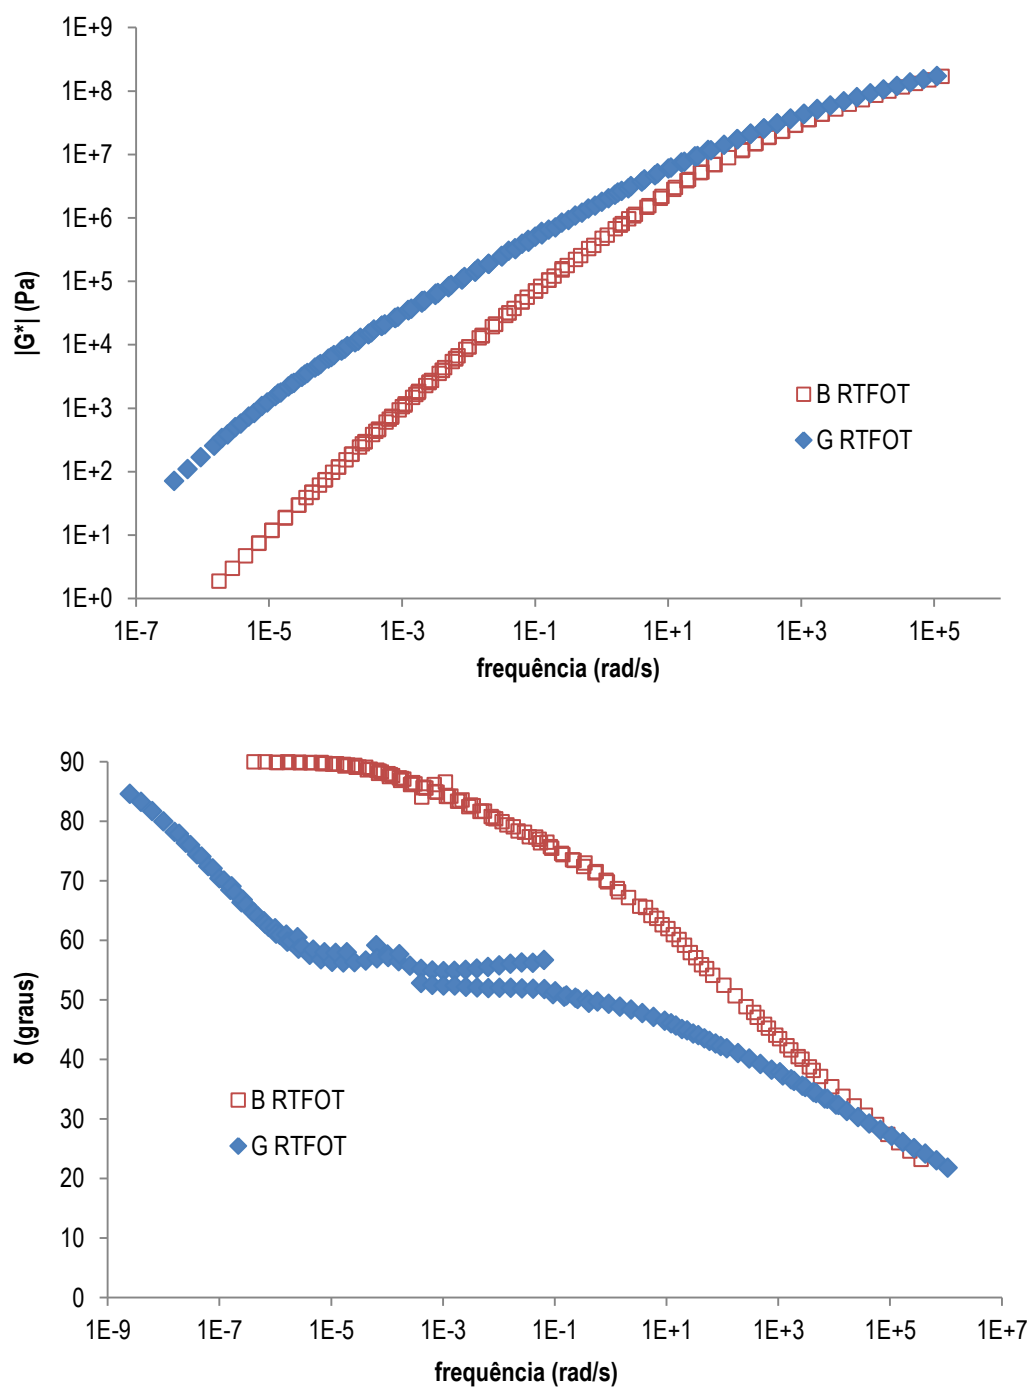 1E+9
1E+8
1E+7
1E+6
1E+5
1E+4
1E+3
1E+2
1E+1
1E+0
|G*| (Pa)
B RTFOT
G RTFOT
1E-7 1E-5 1E-3 1E-1 1E+1 1E+3 1E+5
frequência (rad/s)
90
80
70
60
50
40
30
20
10
0
δ (graus)
B RTFOT
G RTFOT
1E-9 1E-7 1E-5 1E-3 1E-1 1E+1 1E+3 1E+5 1E+7
frequência (rad/s)